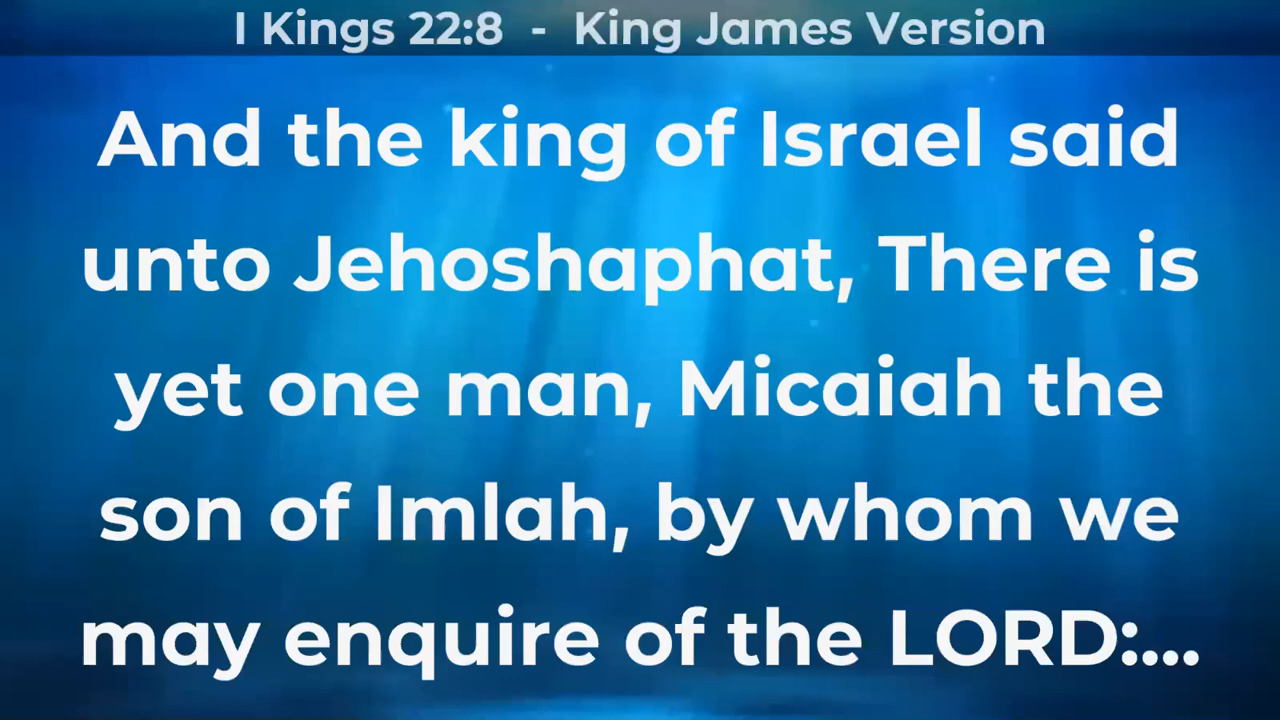 I Kings 22:8 - King James Version
And the king of Israel said
unto Jehoshaphat, There is
yet one man, Micaiah the
son of Imlah, by whom we
may enquire of the LORD:...